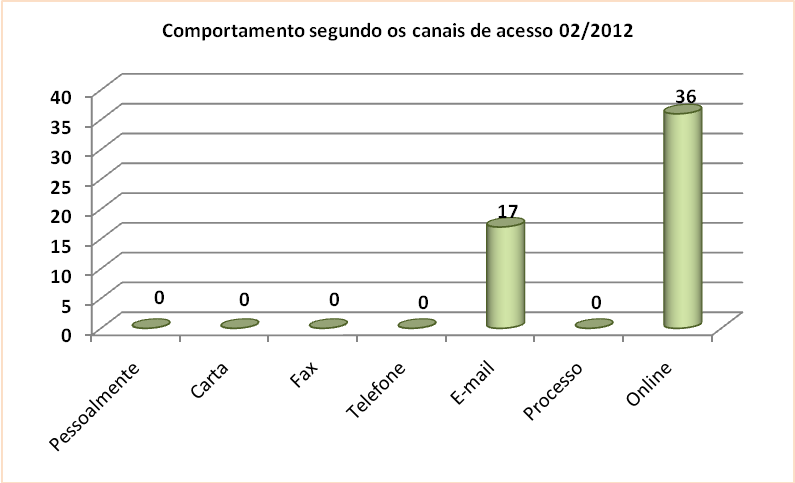 Comportamento segundo os canais de acesso 02/2012
40
35
30
25
20
15
10
5
0
0
0
0
0
17
0
36
Pessoalmente
Carta
Fax
Telefone
E-mail
Processo
Online